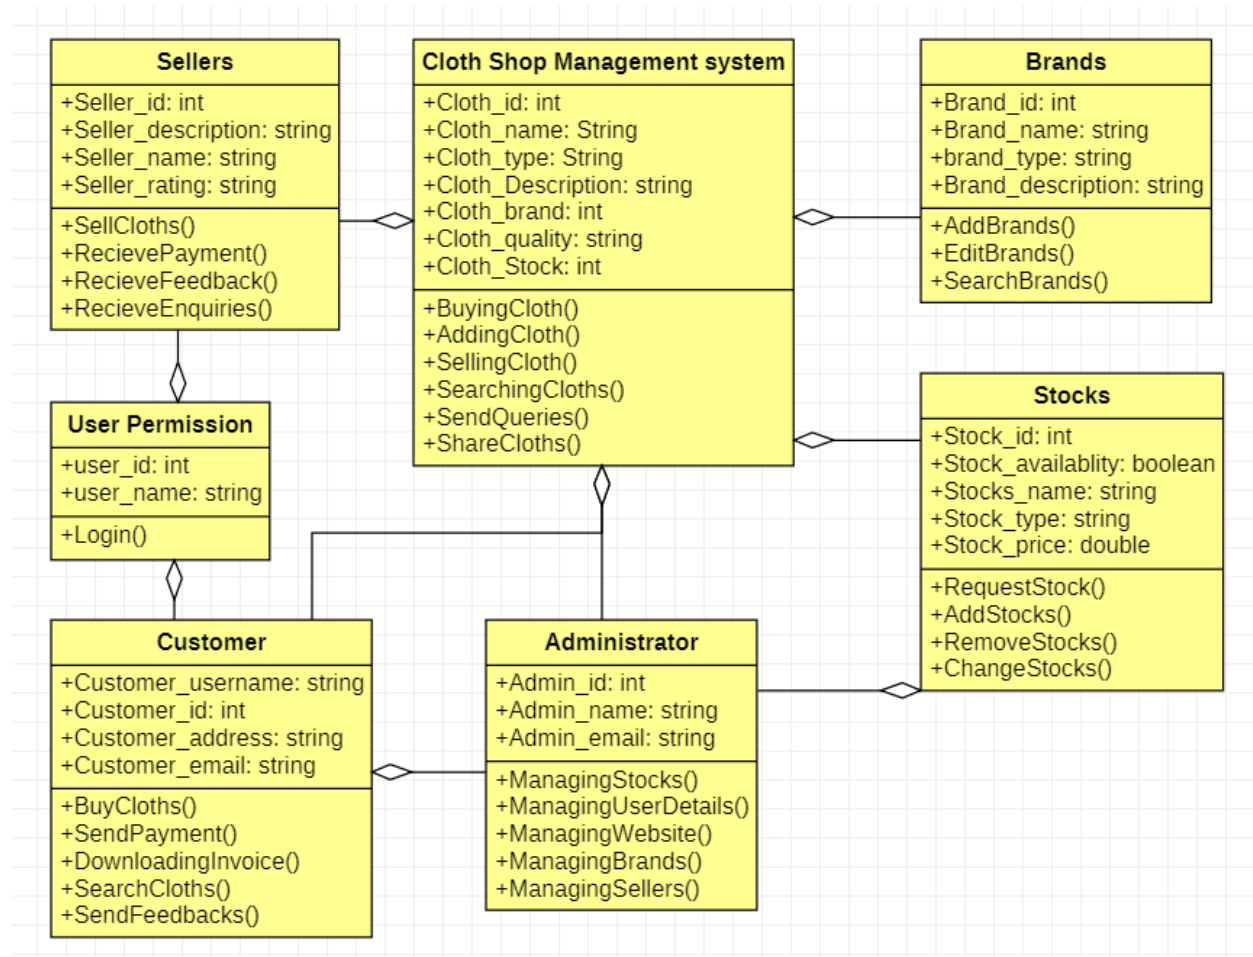 Sellers
+Seller_id: int
+Seller_description: string
+Seller_name: string
+Seller_rating: string
+SellCloths()
+RecievePayment()
+RecieveFeedback()
+RecieveEnquiries()
Cloth Shop Management system
+Cloth_id: int
+Cloth_name: String
+Cloth_type: String
+Cloth_Description: string
+Cloth_brand: int
+Cloth_quality: string
+Cloth_Stock: int
+BuyingCloth()
+AddingCloth()
+SellingCloth()
+SearchingCloths()
+SendQueries()
+ShareCloths()
Brands
+Brand_id: int
+Brand_name: string
+brand_type: string
+Brand_description: string
+AddBrands()
+EditBrands()
+SearchBrands()
User Permission
+user_id: int
+user_name: string
+Login()
Stocks
+Stock_id: int
+Stock_availablity: boolean
+Stocks_name: string
+Stock_type: string
+Stock_price: double
+RequestStock()
+AddStocks()
+RemoveStocks()
+ChangeStocks()
Customer
+Customer_username: string
+Customer_id: int
+Customer_address: string
+Customer_email: string
+BuyCloths()
+SendPayment()
+DownloadingInvoice()
+SearchCloths()
+SendFeedbacks()
Administrator
+Admin_id: int
+Admin_name: string
+Admin_email: string
+ManagingStocks()
+ManagingUserDetails()
+ManagingWebsite()
+ManagingBrands()
+ManagingSellers()